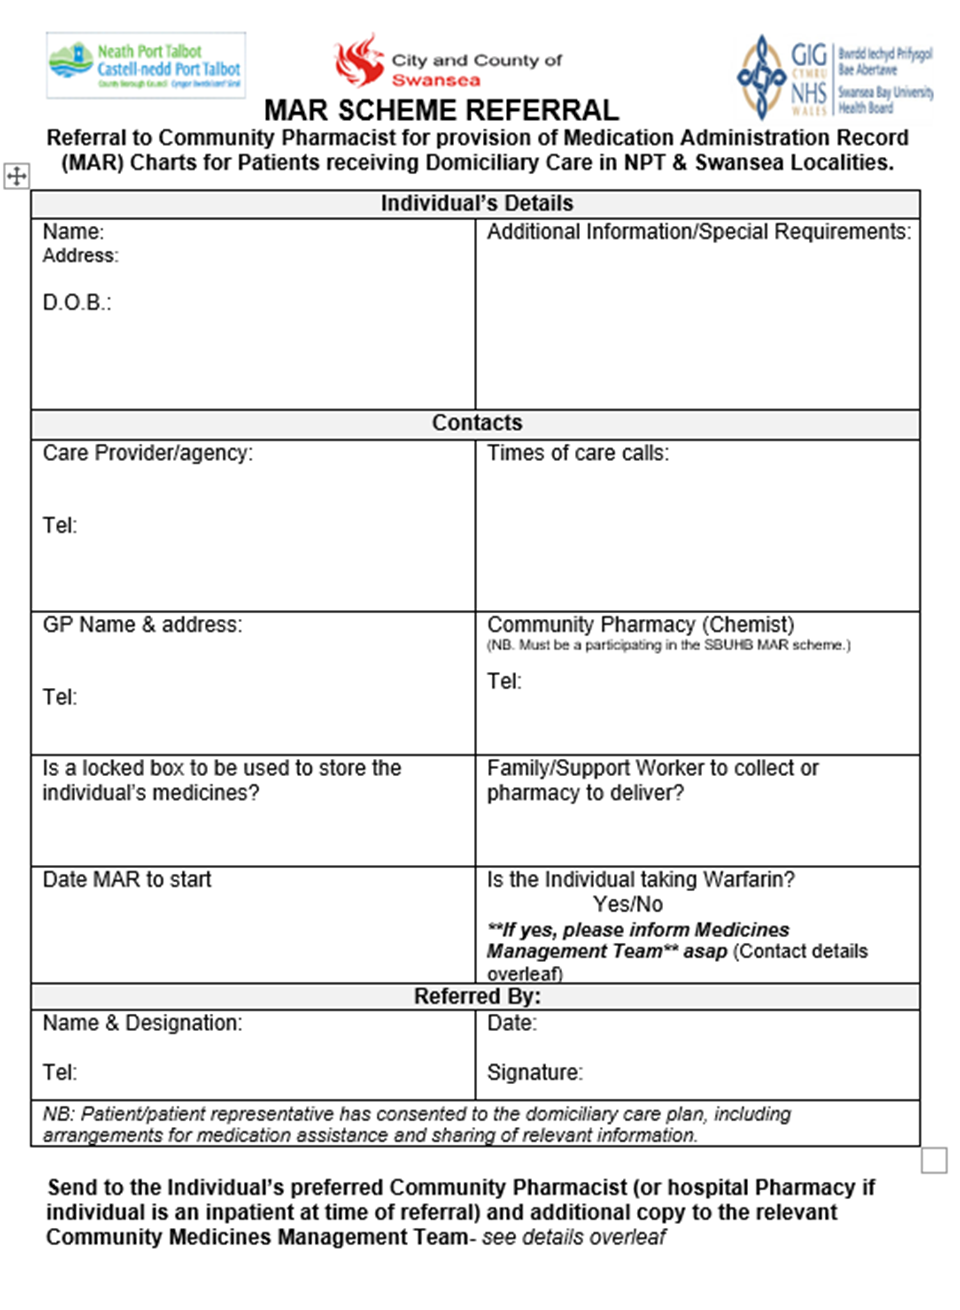 Neath Port Talbot
Castell-nedd Port Talbot
County Borough Council Cyngor Bwrdeistref Sirol
City and County of
Swansea
GIG
CYMRU
NHS
WALES
Bwrdd Iechyd Prifysgol
Bae Abertawe
Swansea Bay University
Health Board
MAR SCHEME REFERRAL
Referral to Community Pharmacist for provision of Medication Administration Record
(MAR) Charts for Patients receiving Domiciliary Care in NPT & Swansea Localities.
Individual's Details
Name:
Address:
D.O.B.:
Additional Information/Special Requirements:
Contacts
Care Provider/agency:
Tel:
Times of care calls:
GP Name & address:
Tel:
Community Pharmacy (Chemist)
(NB. Must be a participating in the SBUHB MAR scheme.)
Tel:
Is a locked box to be used to store the
individual's medicines?
Family/Support Worker to collect or
pharmacy to deliver?
Date MAR to start
Is the Individual taking Warfarin?
Yes/No
**If yes, please inform Medicines
Management Team** asap (Contact details
overleaf)
Referred By:
Name & Designation:
Tel:
Date:
Signature:
NB: Patient/patient representative has consented to the domiciliary care plan, including
arrangements for medication assistance and sharing of relevant information.
Send to the Individual's preferred Community Pharmacist (or hospital Pharmacy if
individual is an inpatient at time of referral) and additional copy to the relevant
Community Medicines Management Team- see details overleaf